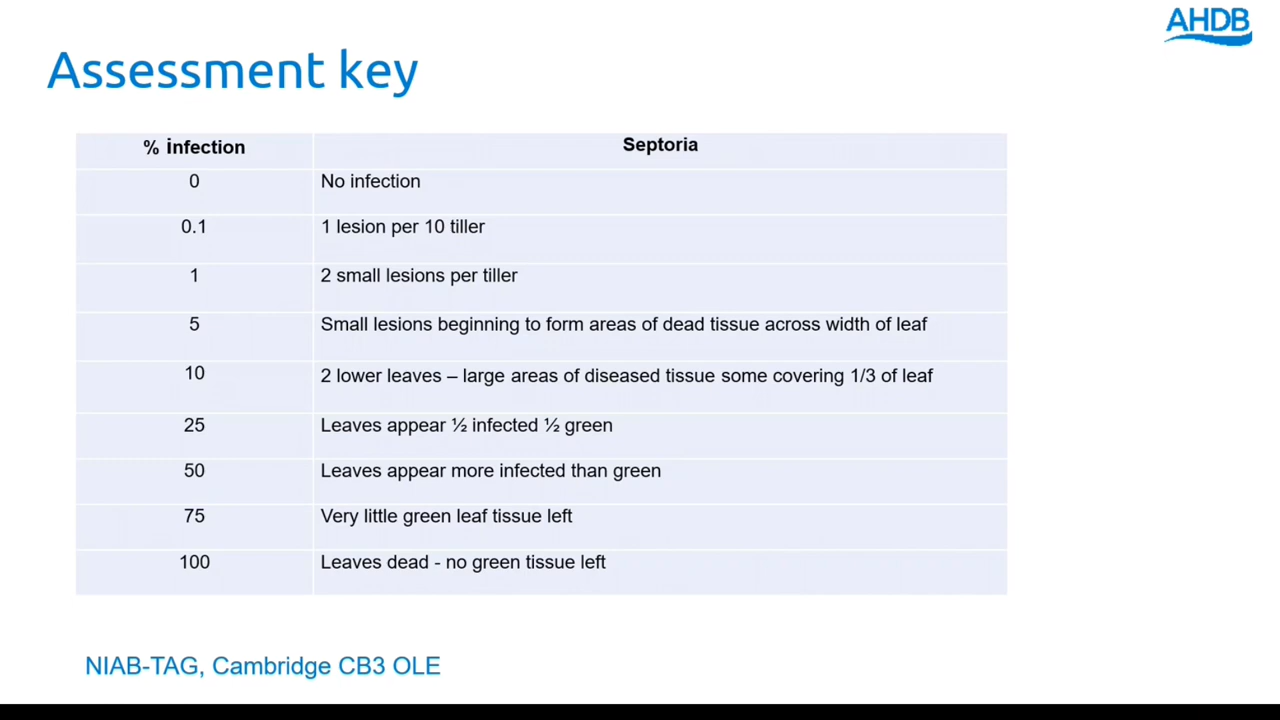 AHDB
Assessment key
% infection Septoria
0 No infection
0.1 1 lesion per 10 tiller
1 2 small lesions per tiller
5 Small lesions beginning to form areas of dead tissue across width of leaf
10 2 lower leaves – large areas of diseased tissue some covering 1/3 of leaf
25 Leaves appear ½ infected ½ green
50 Leaves appear more infected than green
75 Very little green leaf tissue left
100 Leaves dead - no green tissue left
NIAB-TAG, Cambridge CB3 OLE